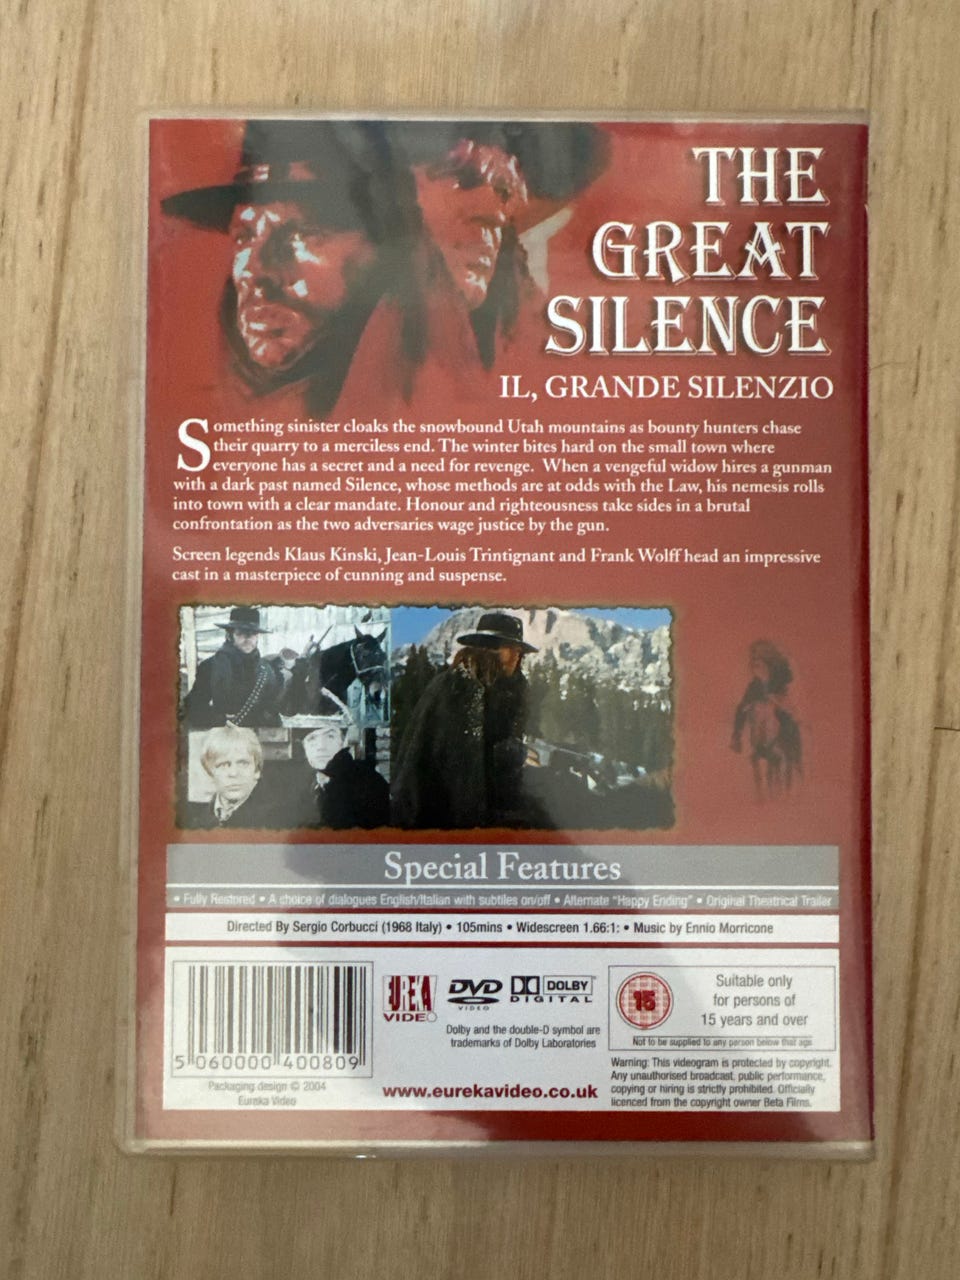 THE
GREAT
SILENCE
IL, GRANDE SILENZIO
Something sinister cloaks the snowbound Utah mountains as bounty hunters chase
their quarry to a merciless end. The winter bites hard on the small town where
everyone has a secret and a need for revenge. When a vengeful widow hires a gunman
with a dark past named Silence, whose methods are at odds with the Law, his nemesis rolls
into town with a clear mandate. Honour and righteousness take sides in a brutal
confrontation as the two adversaries wage justice by the gun.
Screen legends Klaus Kinski, Jean-Louis Trintignant and Frank Wolff head an impressive
cast in a masterpiece of cunning and suspense.
Special Features
• Fully Restored • A choice of dialogues English/Italian with subtiles on/off • Alternate "Happy Ending" • Original Theatrical Trailer
Directed By Sergio Corbucci (1968 Italy) • 105mins • Widescreen 1.66:1: • Music by Ennio Morricone
5 060000 400809
Packaging design © 2004
Eureka Video
EUREKA
VIDEO
DVD
VIDEO
DOLBY
DIGITAL
Dolby and the double-D symbol are
trademarks of Dolby Laboratories
www.eurekavideo.co.uk
15
Suitable only
for persons of
15 years and over
Not to be supplied to any person below that age
Warning: This videogram is protected by copyright.
Any unauthorised broadcast, public performance,
copying or hiring is strictly prohibited. Officially
licenced from the copyright owner Beta Films.